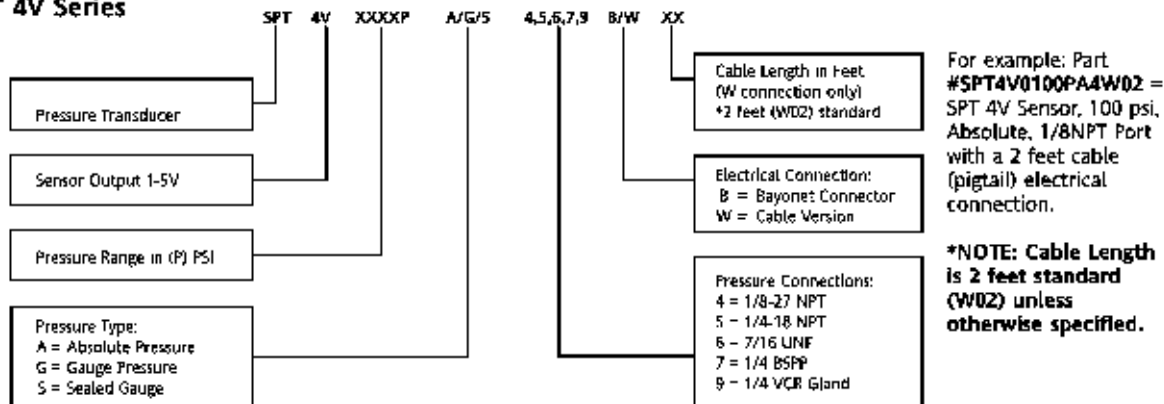 4V Series
SPT 4V XXXXP A/G/S 4,5,6,7,9 B/W XX
Pressure Transducer
Sensor Output 1-5V
Pressure Range in (P) PSI
Pressure Type:
A = Absolute Pressure
G = Gauge Pressure
S = Sealed Gauge
Cable Length in Feet
(W connection only)
*2 feet (W02) standard
Electrical Connection:
B = Bayonet Connector
W = Cable Version
Pressure Connections:
4 = 1/8-27 NPT
5 = 1/4-18 NPT
6 = 7/16 UNF
7 = 1/4 BSPP
9 = 1/4 VCR Gland
For example: Part
#SPT4V0100PA4W02 =
SPT 4V Sensor, 100 psi,
Absolute, 1/8NPT Port
with a 2 feet cable
(pigtail) electrical
connection.
*NOTE: Cable Length
is 2 feet standard
(W02) unless
otherwise specified.